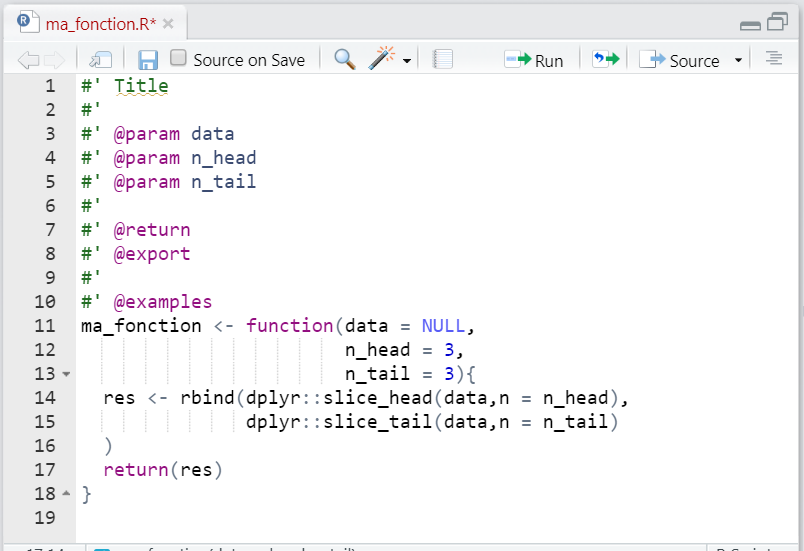 ma_fonction.R*
Source on Save Run Source
1 #' Title
2 #'
3 #' @param data
4 #' @param n_head
5 #' @param n_tail
6 #'
7 #' @return
8 #' @export
9 #'
10 #' @examples
11 ma_fonction <- function(data = NULL,
12 n_head = 3,
13 n_tail = 3){
14 res <- rbind(dplyr::slice_head(data,n = n_head),
15 dplyr::slice_tail(data,n = n_tail)
16 )
17 return(res)
18 }
19